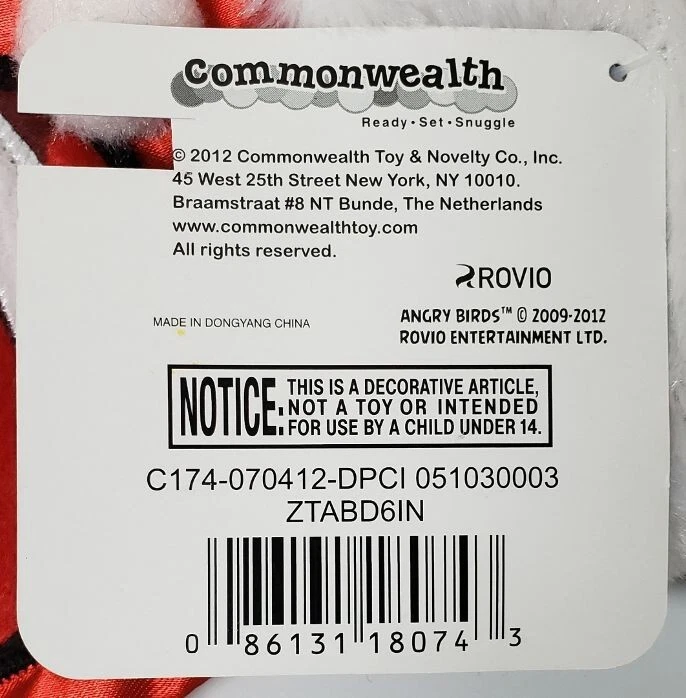 Commonwealth
Ready • Set • Snuggle
© 2012 Commonwealth Toy & Novelty Co., Inc.
45 West 25th Street New York, NY 10010.
Braamstraat #8 NT Bunde, The Netherlands
www.commonwealthtoy.com
All rights reserved.
ROVIO
MADE IN DONGYANG CHINA
ANGRY BIRDS™ © 2009-2012
ROVIO ENTERTAINMENT LTD.
NOTICE: THIS IS A DECORATIVE ARTICLE,
NOT A TOY OR INTENDED
FOR USE BY A CHILD UNDER 14.
C174-070412-DPCI 051030003
ZTABD6IN
0 86131 18074 3